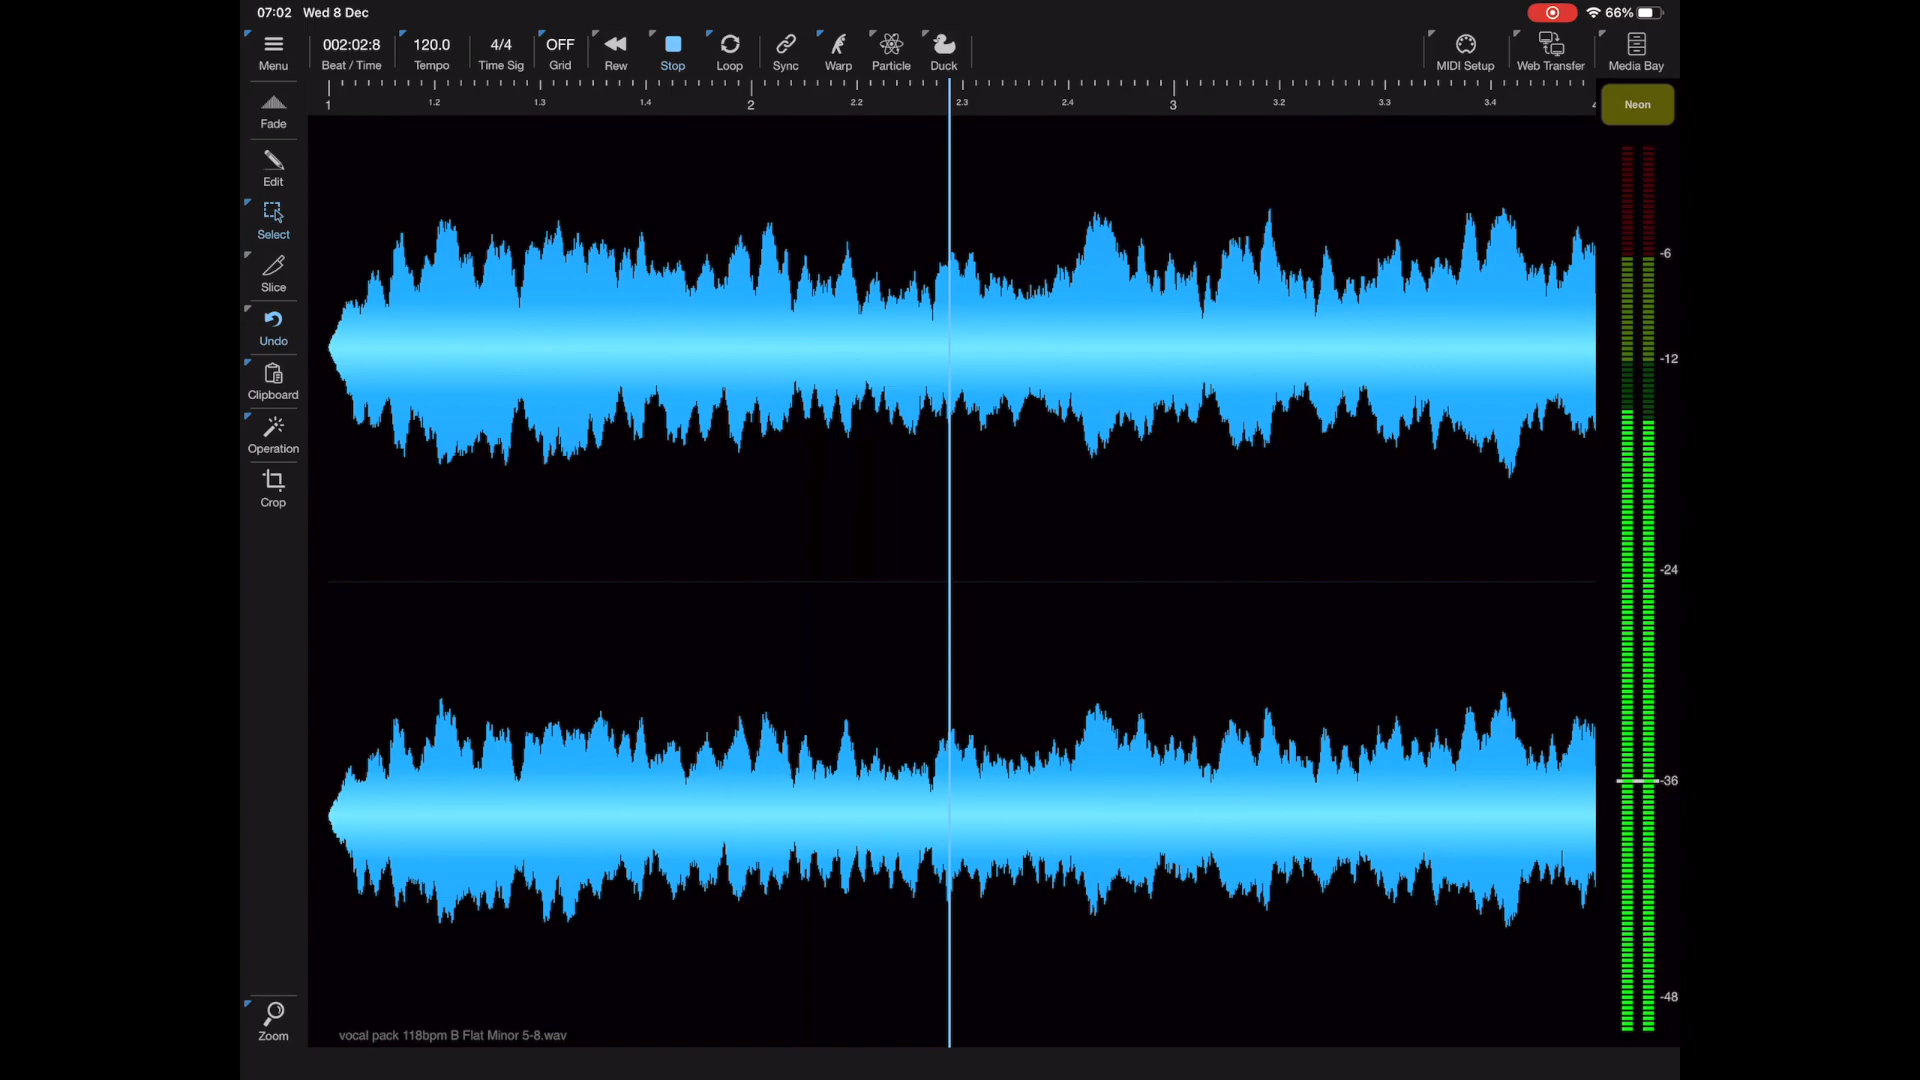 07:02 Wed 8 Dec
66%
002:02:8 120.0 4/4 OFF
Menu Beat / Time Tempo Time Sig Grid Rew Stop Loop Sync Warp Particle Duck MIDI Setup Web Transfer Media Bay
1 1.2 1.3 1.4 2 2.2 2.3 2.4 3 3.2 3.3 3.4
Neon
Fade
Edit
Select
Slice
Undo
Clipboard
Operation
Crop
-6
-12
-24
-36
-48
Zoom
vocal pack 118bpm B Flat Minor 5-8.wav